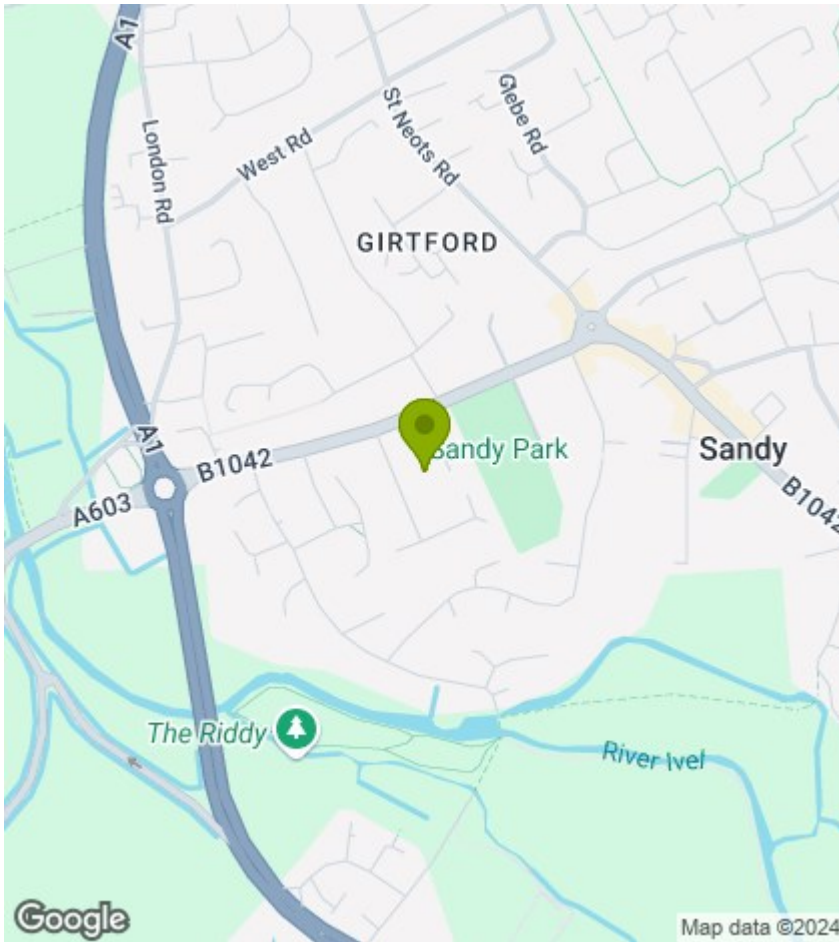 A1
London Rd
West Rd
St Neots Rd
Glebe Rd
GIRTFORD
A1
B1042
A603
Sandy Park
Sandy
B1042
The Riddy
River Ivel
Google
Map data ©2024